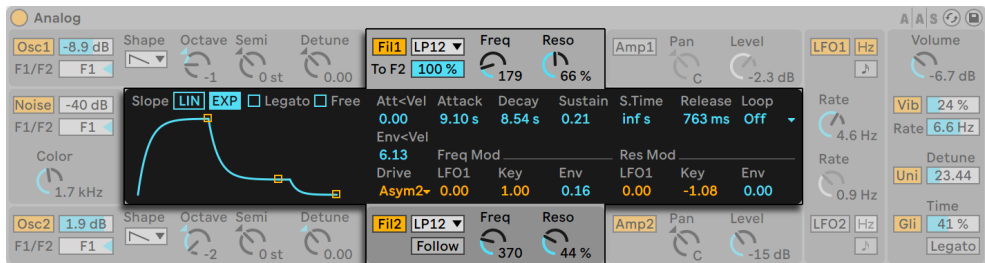 Analog
AAS
Osc1 -8.9 dB Shape Octave Semi Detune
F1/F2 F1 -1 0 st 0.00
Fil1 LP12 Freq Reso
To F2 100 % 179 66 %
Amp1 Pan Level
C -2.3 dB
LFO1 Hz
Volume
-6.7 dB
Noise -40 dB
F1/F2 F1
Color
1.7 kHz
Slope LIN EXP Legato Free
Att<Vel Attack Decay Sustain S.Time Release Loop
0.00 9.10 s 8.54 s 0.21 inf s 763 ms Off
Env<Vel
6.13 Freq Mod Res Mod
Drive LFO1 Key Env LFO1 Key Env
Asym2 0.00 1.00 0.16 0.00 -1.08 0.00
Rate
4.6 Hz
Rate
0.9 Hz
Vib 24 %
Rate 6.6 Hz
Detune
Uni 23.44
Time
Gli 41 %
Legato
Osc2 1.9 dB Shape Octave Semi Detune
F1/F2 F1 -2 0 st 0.00
Fil2 LP12 Freq Reso
Follow 370 44 %
Amp2 Pan Level
C -15 dB
LFO2 Hz